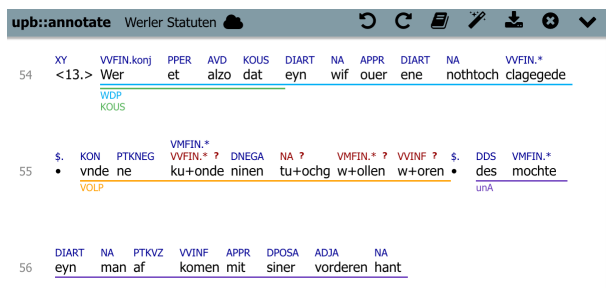 upb::annotate Werler Statuten
XY VVFIN.konj PPER AVD KOUS DIART NA APPR DIART NA VVFIN.*
54 <13.> Wer et alzo dat eyn wif ouer ene nothtoch clagegede
WDP
KOUS
VMFIN.*
$. KON PTKNEG VVFIN.* ? DNEGA NA ? VMFIN.* ? VVINF ? $. DDS VMFIN.*
55 • vnde ne ku+onde ninen tu+ochg w+ollen w+oren • des mochte
VOLP unA
DIART NA PTKVZ VVINF APPR DPOSA ADJA NA
56 eyn man af komen mit siner vorderen hant